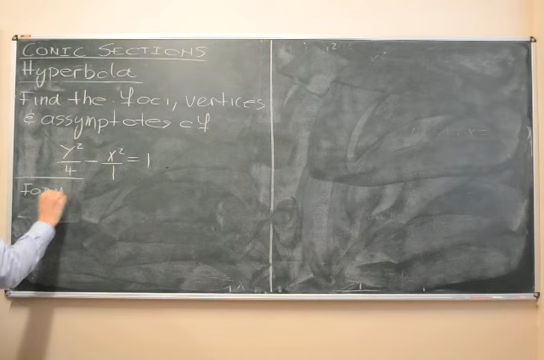 CONIC SECTIONS
Hyperbola
Find the foci, vertices
& assymptotes of
y²/4 - x²/1 = 1
Form